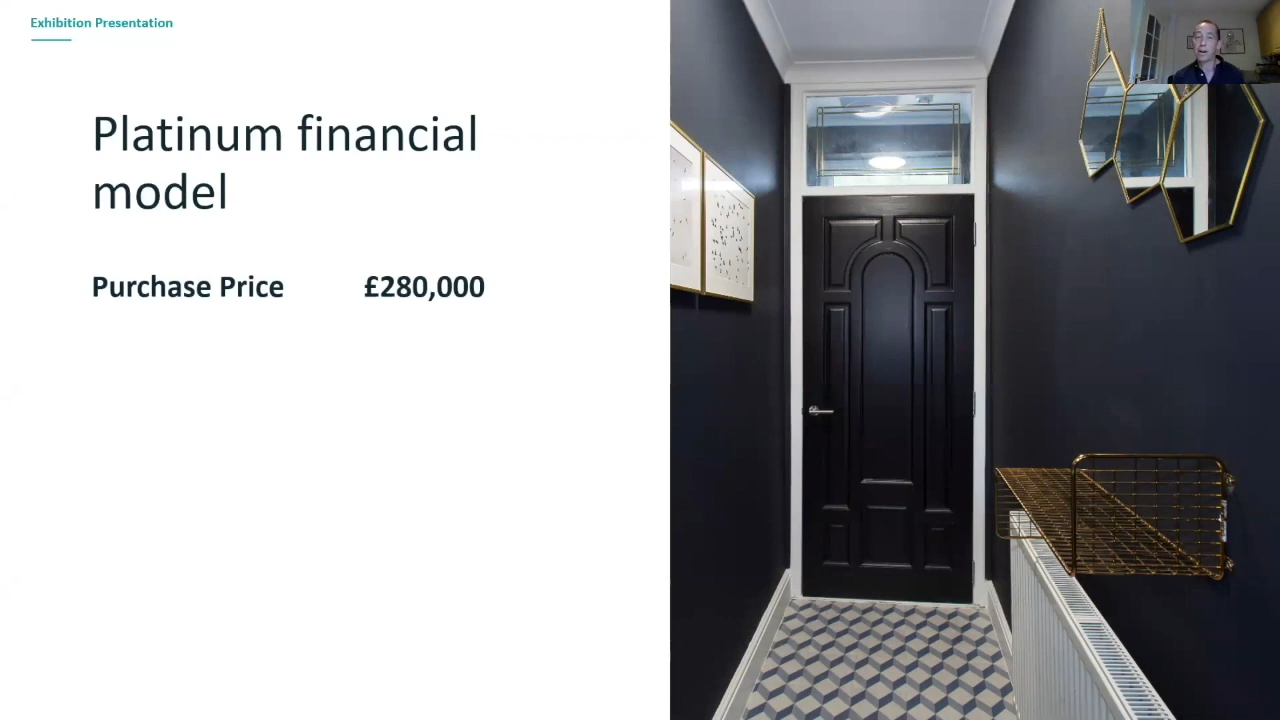 Exhibition Presentation
Platinum financial
model
Purchase Price £280,000